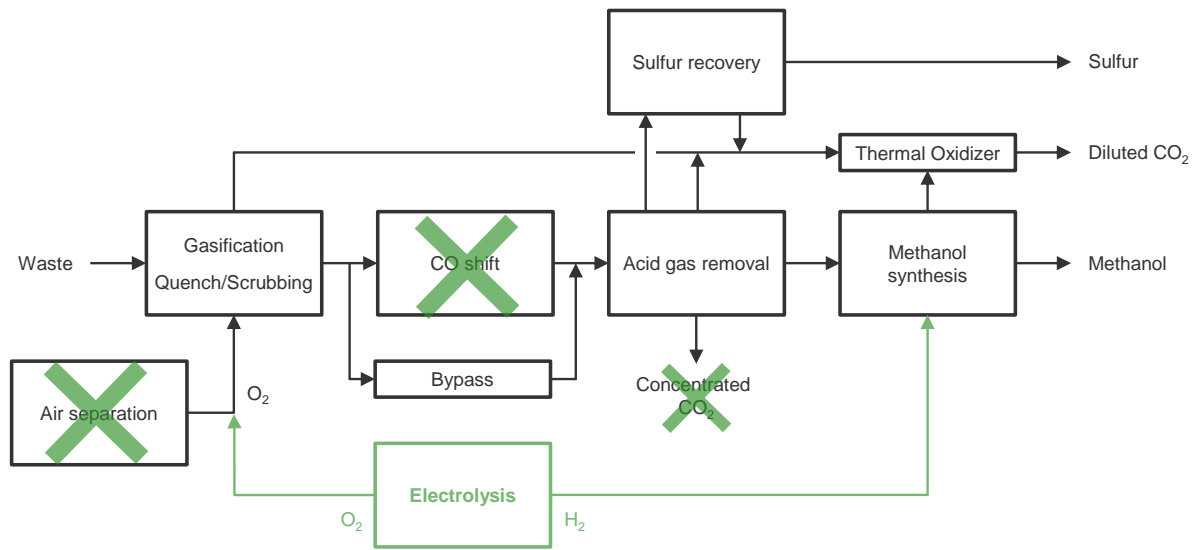 Sulfur recovery
Sulfur
Thermal Oxidizer
Diluted CO₂
Waste
Gasification
Quench/Scrubbing
CO shift
Acid gas removal
Methanol
synthesis
Methanol
Bypass
Concentrated
CO₂
Air separation
O₂
Electrolysis
O₂
H₂